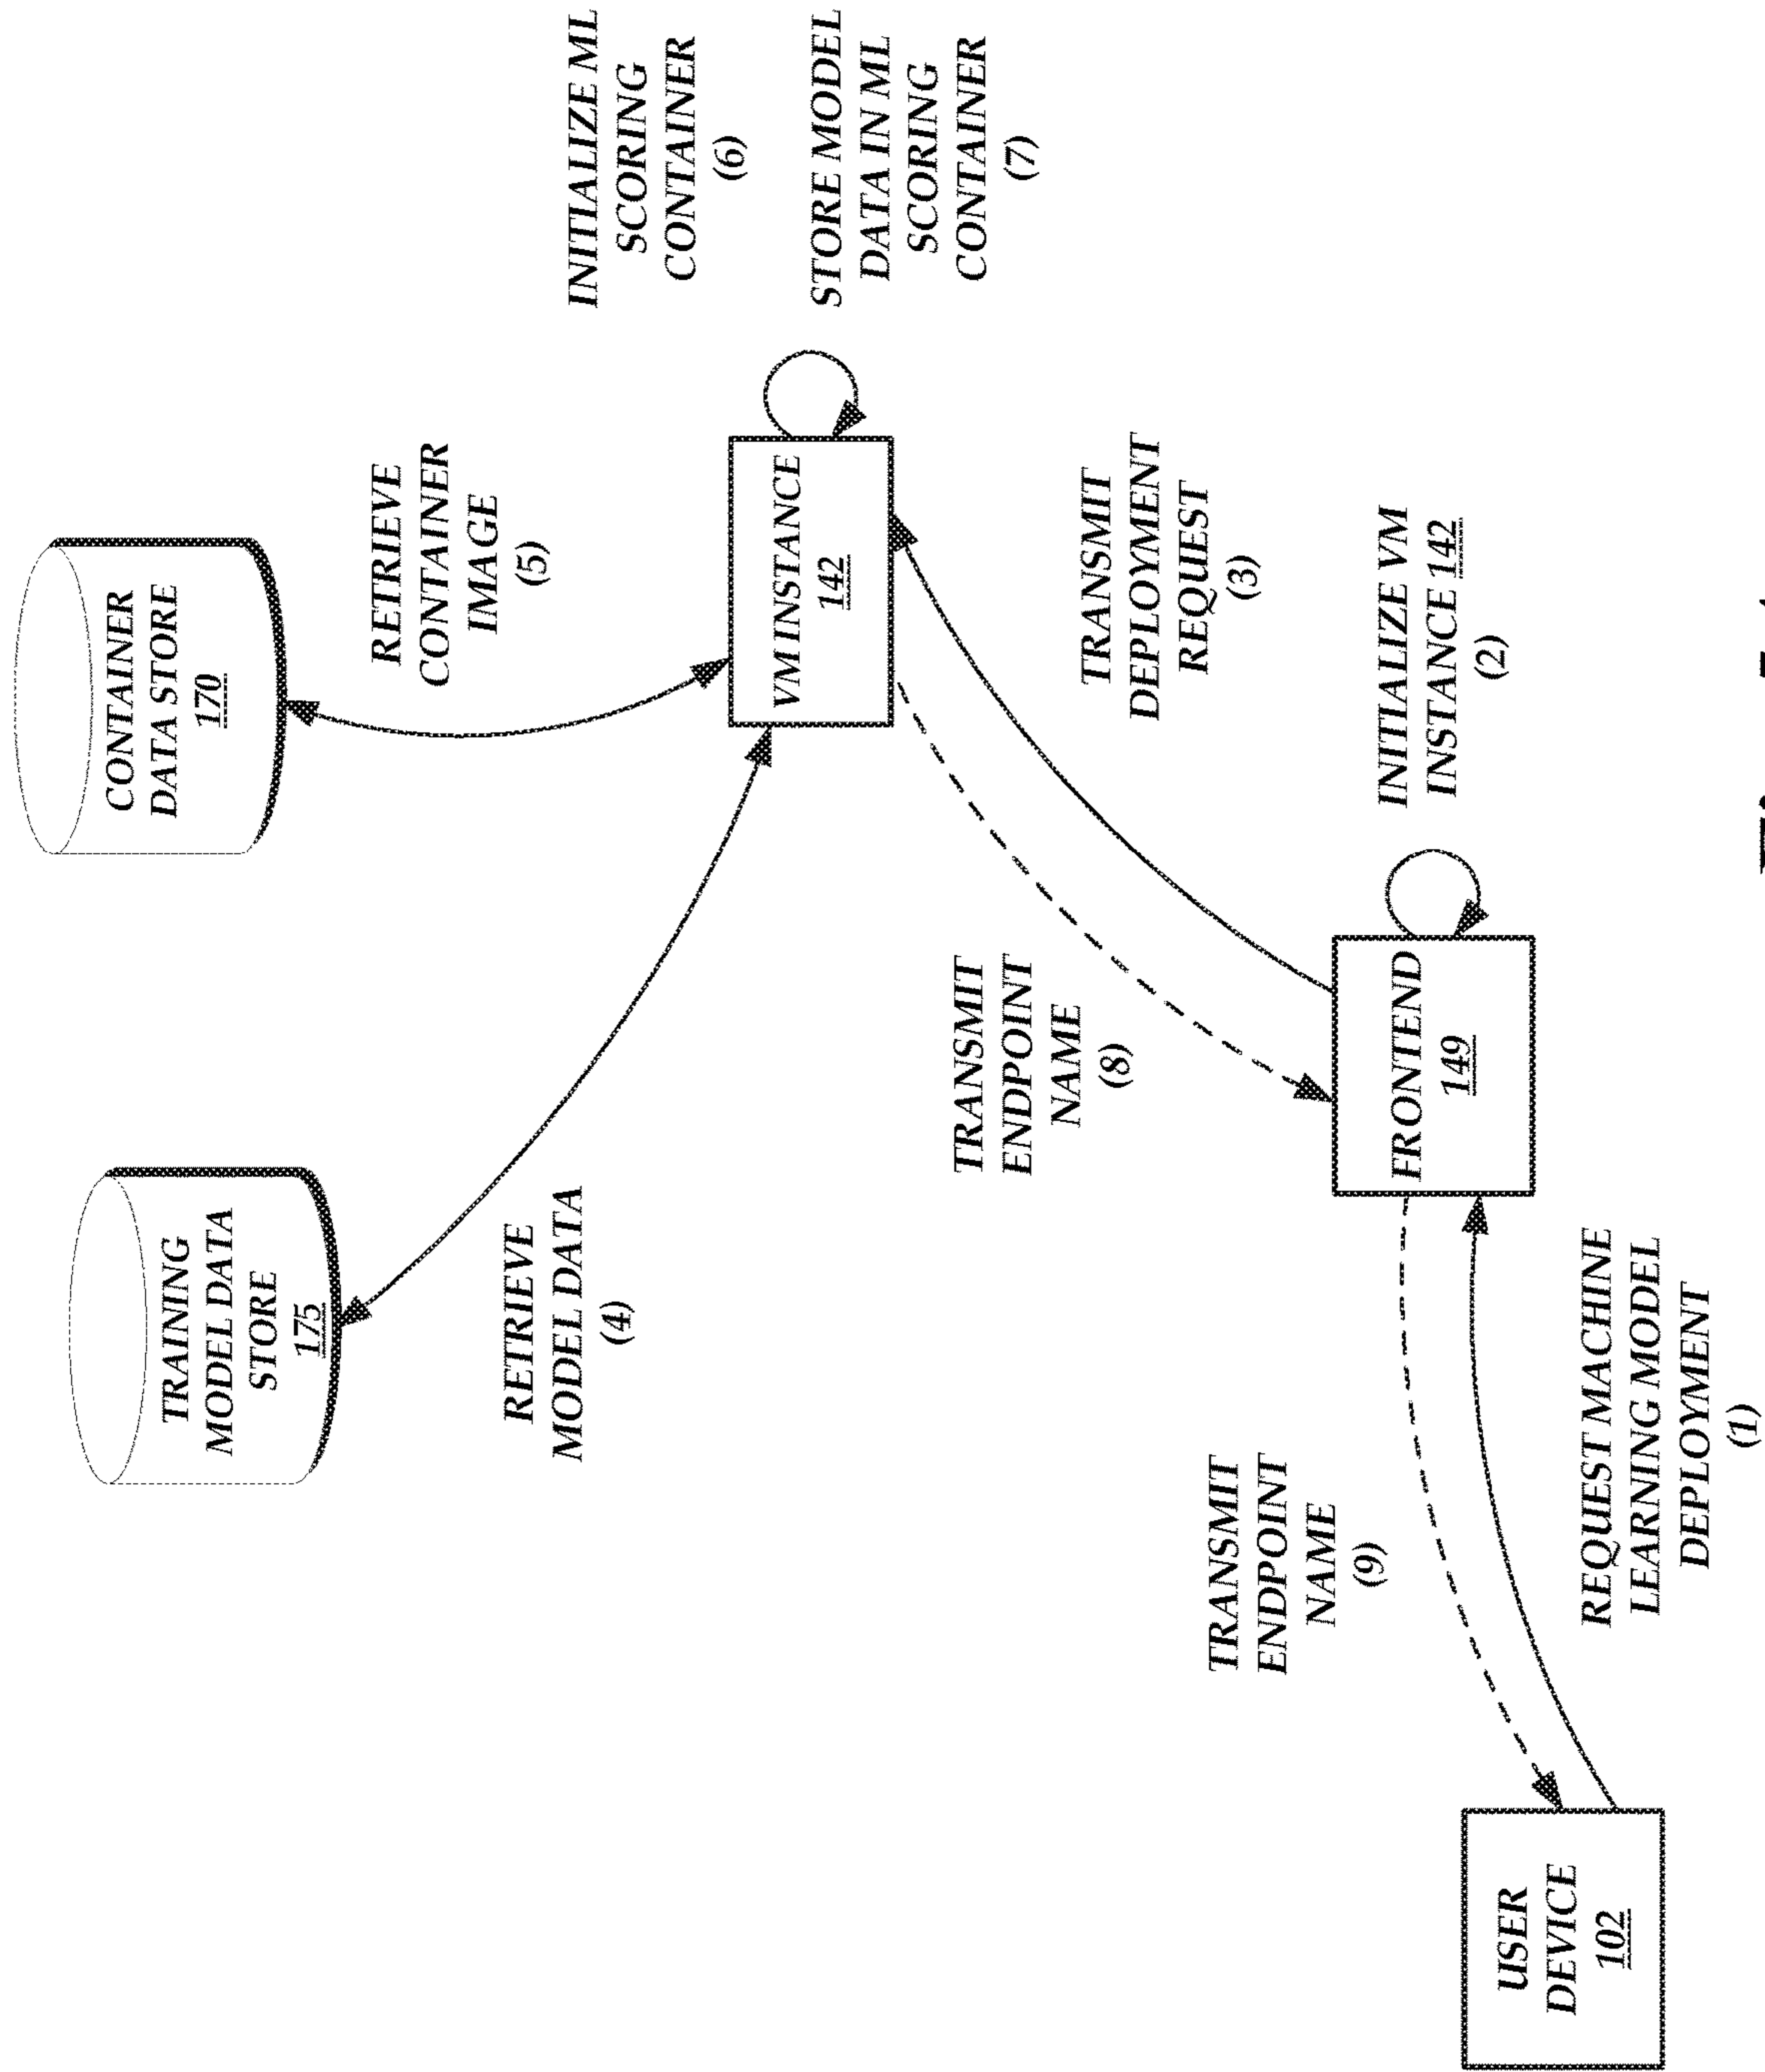 TRAINING
MODEL DATA
STORE
175
CONTAINER
DATA STORE
170
RETRIEVE
MODEL DATA
(4)
RETRIEVE
CONTAINER
IMAGE
(5)
VM INSTANCE
142
INITIALIZE ML
SCORING
CONTAINER
(6)
STORE MODEL
DATA IN ML
SCORING
CONTAINER
(7)
TRANSMIT
ENDPOINT
NAME
(8)
TRANSMIT
DEPLOYMENT
REQUEST
(3)
TRANSMIT
ENDPOINT
NAME
(9)
FRONTEND
149
INITIALIZE VM
INSTANCE 142
(2)
USER
DEVICE
102
REQUEST MACHINE
LEARNING MODEL
DEPLOYMENT
(1)